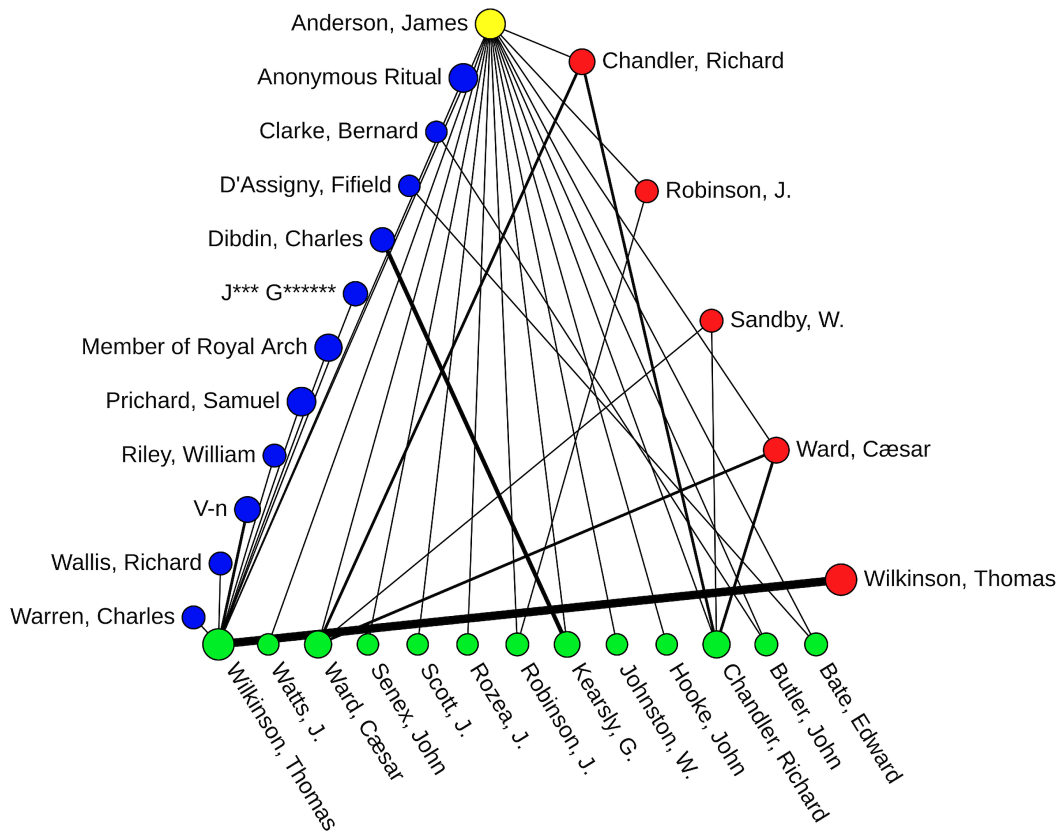 Anderson, James
Chandler, Richard
Anonymous Ritual
Clarke, Bernard
D'Assigny, Fifield
Robinson, J.
Dibdin, Charles
J*** G******
Sandby, W.
Member of Royal Arch
Prichard, Samuel
Riley, William
Ward, Cæsar
V-n
Wallis, Richard
Wilkinson, Thomas
Warren, Charles
Wilkinson, Thomas
Watts, J.
Ward, Cæsar
Senex, John
Scott, J.
Rozea, J.
Robinson, J.
Kearsly, G.
Johnston, W.
Hooke, John
Chandler, Richard
Butler, John
Bate, Edward